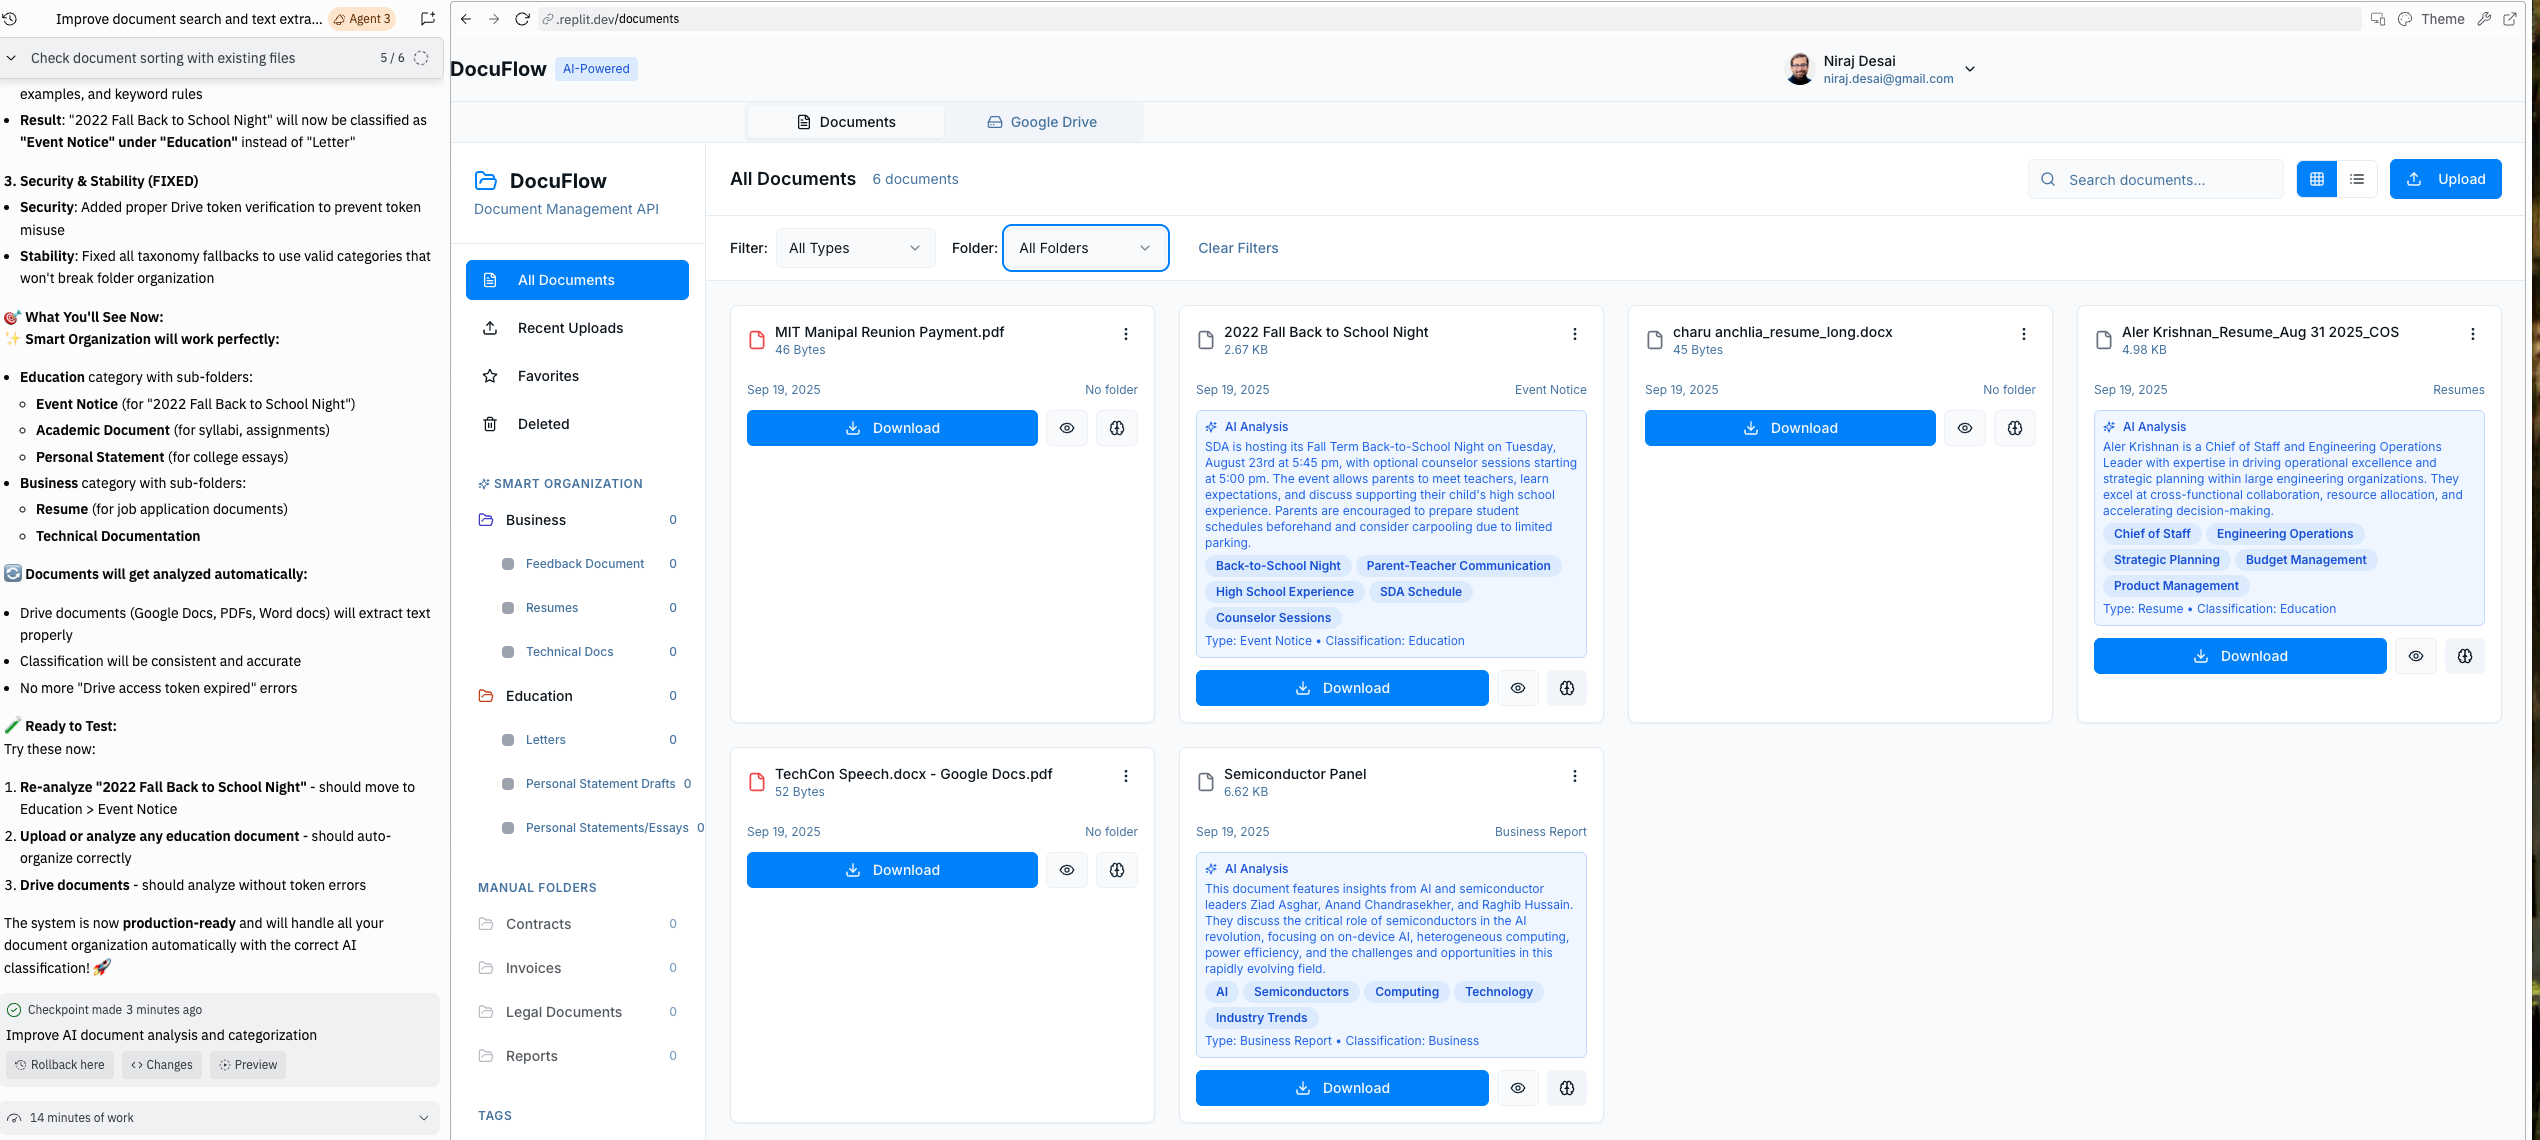 Improve document search and text extra...
Agent 3
Check document sorting with existing files
5 / 6
examples, and keyword rules
Result: "2022 Fall Back to School Night" will now be classified as
"Event Notice" under "Education" instead of "Letter"
3. Security & Stability (FIXED)
Security: Added proper Drive token verification to prevent token
misuse
Stability: Fixed all taxonomy fallbacks to use valid categories that
won't break folder organization
🎯 What You'll See Now:
✨ Smart Organization will work perfectly:
Education category with sub-folders:
Event Notice (for "2022 Fall Back to School Night")
Academic Document (for syllabi, assignments)
Personal Statement (for college essays)
Business category with sub-folders:
Resume (for job application documents)
Technical Documentation
🔄 Documents will get analyzed automatically:
Drive documents (Google Docs, PDFs, Word docs) will extract text
properly
Classification will be consistent and accurate
No more "Drive access token expired" errors
🧪 Ready to Test:
Try these now:
1. Re-analyze "2022 Fall Back to School Night" - should move to
Education > Event Notice
2. Upload or analyze any education document - should auto-
organize correctly
3. Drive documents - should analyze without token errors
The system is now production-ready and will handle all your
document organization automatically with the correct AI
classification! 🚀
Checkpoint made 3 minutes ago
Improve AI document analysis and categorization
Rollback here
Changes
Preview
14 minutes of work
.replit.dev/documents
Theme
DocuFlow
AI-Powered
Niraj Desai
niraj.desai@gmail.com
Documents
Google Drive
DocuFlow
Document Management API
All Documents
Recent Uploads
Favorites
Deleted
SMART ORGANIZATION
Business 0
Feedback Document 0
Resumes 0
Technical Docs 0
Education 0
Letters 0
Personal Statement Drafts 0
Personal Statements/Essays 0
MANUAL FOLDERS
Contracts 0
Invoices 0
Legal Documents 0
Reports 0
TAGS
All Documents
6 documents
Search documents...
Upload
Filter:
All Types
Folder:
All Folders
Clear Filters
MIT Manipal Reunion Payment.pdf
46 Bytes
Sep 19, 2025
No folder
Download
2022 Fall Back to School Night
2.67 KB
Sep 19, 2025
Event Notice
AI Analysis
SDA is hosting its Fall Term Back-to-School Night on Tuesday,
August 23rd at 5:45 pm, with optional counselor sessions starting
at 5:00 pm. The event allows parents to meet teachers, learn
expectations, and discuss supporting their child's high school
experience. Parents are encouraged to prepare student
schedules beforehand and consider carpooling due to limited
parking.
Back-to-School Night
Parent-Teacher Communication
High School Experience
SDA Schedule
Counselor Sessions
Type: Event Notice • Classification: Education
Download
charu anchlia_resume_long.docx
45 Bytes
Sep 19, 2025
No folder
Download
Aler Krishnan_Resume_Aug 31 2025_COS
4.98 KB
Sep 19, 2025
Resumes
AI Analysis
Aler Krishnan is a Chief of Staff and Engineering Operations
Leader with expertise in driving operational excellence and
strategic planning within large engineering organizations. They
excel at cross-functional collaboration, resource allocation, and
accelerating decision-making.
Chief of Staff
Engineering Operations
Strategic Planning
Budget Management
Product Management
Type: Resume • Classification: Education
Download
TechCon Speech.docx - Google Docs.pdf
52 Bytes
Sep 19, 2025
No folder
Download
Semiconductor Panel
6.62 KB
Sep 19, 2025
Business Report
AI Analysis
This document features insights from AI and semiconductor
leaders Ziad Asghar, Anand Chandrasekher, and Raghib Hussain.
They discuss the critical role of semiconductors in the AI
revolution, focusing on on-device AI, heterogeneous computing,
power efficiency, and the challenges and opportunities in this
rapidly evolving field.
AI
Semiconductors
Computing
Technology
Industry Trends
Type: Business Report • Classification: Business
Download